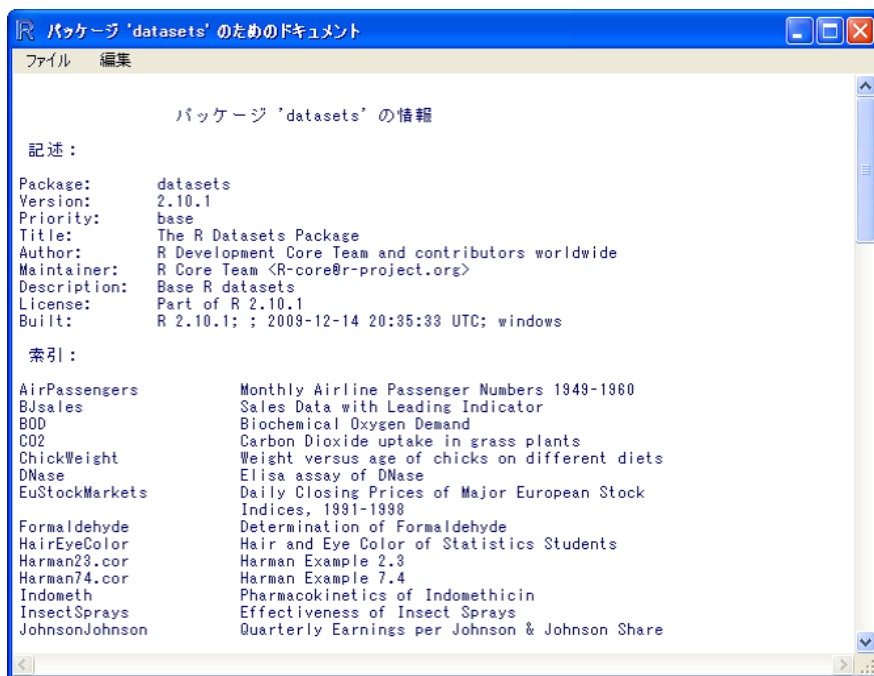 パッケージ 'datasets' のためのドキュメント
ファイル 編集
パッケージ 'datasets' の情報
記述：
Package: datasets
Version: 2.10.1
Priority: base
Title: The R Datasets Package
Author: R Development Core Team and contributors worldwide
Maintainer: R Core Team <R-core@r-project.org>
Description: Base R datasets
License: Part of R 2.10.1
Built: R 2.10.1; ; 2009-12-14 20:35:33 UTC; windows
索引：
AirPassengers Monthly Airline Passenger Numbers 1949-1960
BJsales Sales Data with Leading Indicator
BOD Biochemical Oxygen Demand
CO2 Carbon Dioxide uptake in grass plants
ChickWeight Weight versus age of chicks on different diets
DNase Elisa assay of DNase
EuStockMarkets Daily Closing Prices of Major European Stock
Indices, 1991-1998
Formaldehyde Determination of Formaldehyde
HairEyeColor Hair and Eye Color of Statistics Students
Harman23.cor Harman Example 2.3
Harman74.cor Harman Example 7.4
Indometh Pharmacokinetics of Indomethicin
InsectSprays Effectiveness of Insect Sprays
JohnsonJohnson Quarterly Earnings per Johnson & Johnson Share